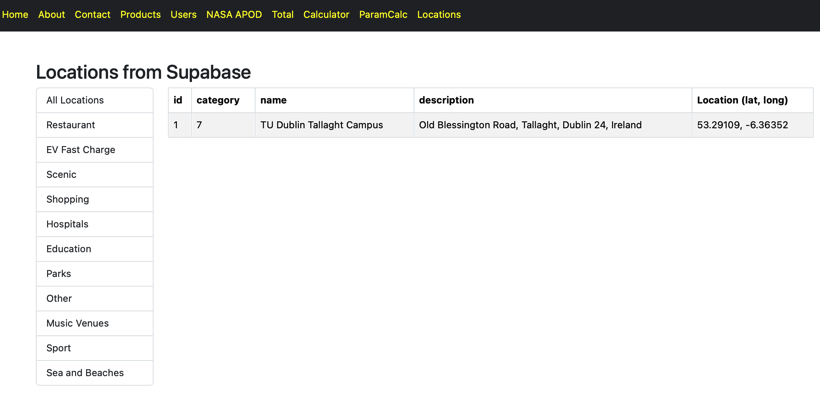 Home About Contact Products Users NASA APOD Total Calculator ParamCalc Locations
Locations from Supabase
All Locations
Restaurant
EV Fast Charge
Scenic
Shopping
Hospitals
Education
Parks
Other
Music Venues
Sport
Sea and Beaches
id category name description Location (lat, long)
1 7 TU Dublin Tallaght Campus Old Blessington Road, Tallaght, Dublin 24, Ireland 53.29109, -6.36352